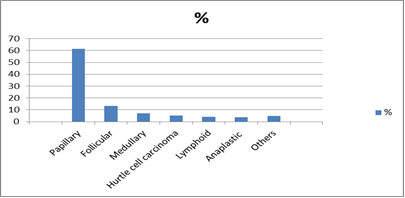 %
70
60
50
40
30
20
10
0
Papillary
Follicular
Medullary
Hurtle cell carcinoma
Lymphoid
Anaplastic
Others
%